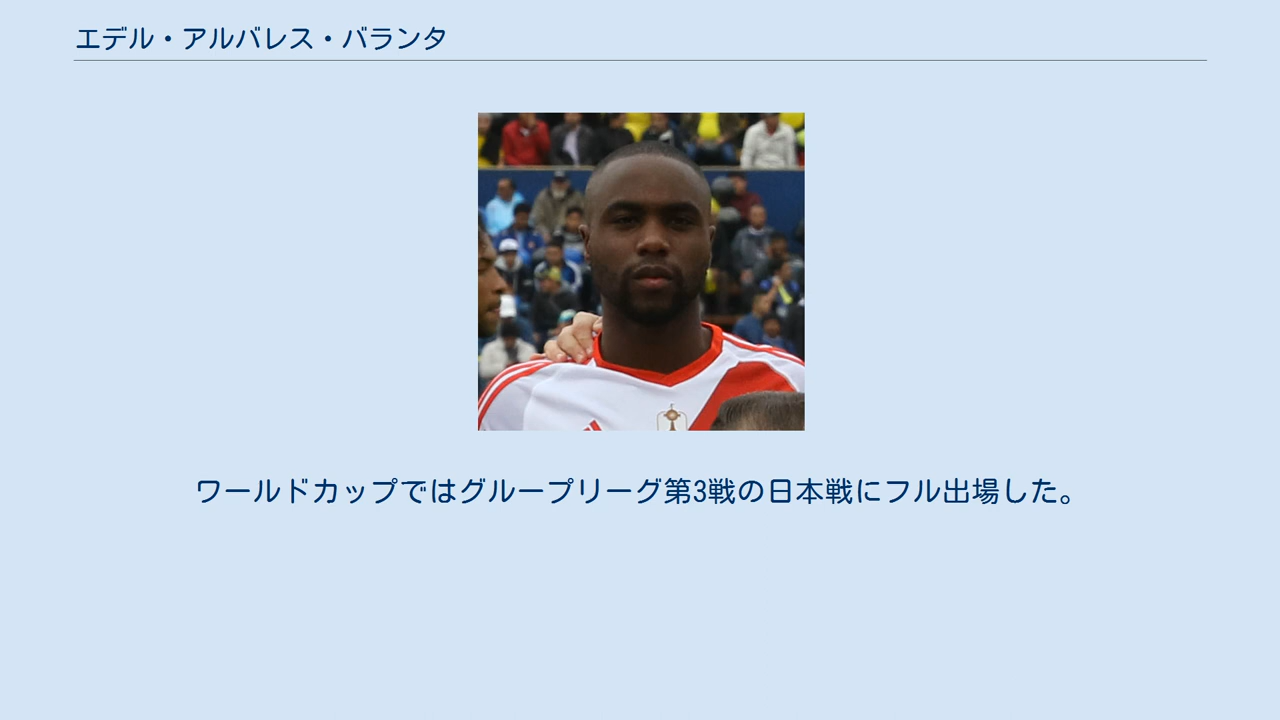 エデル・アルバレス・バランタ
ワールドカップではグループリーグ第3戦の日本戦にフル出場した。